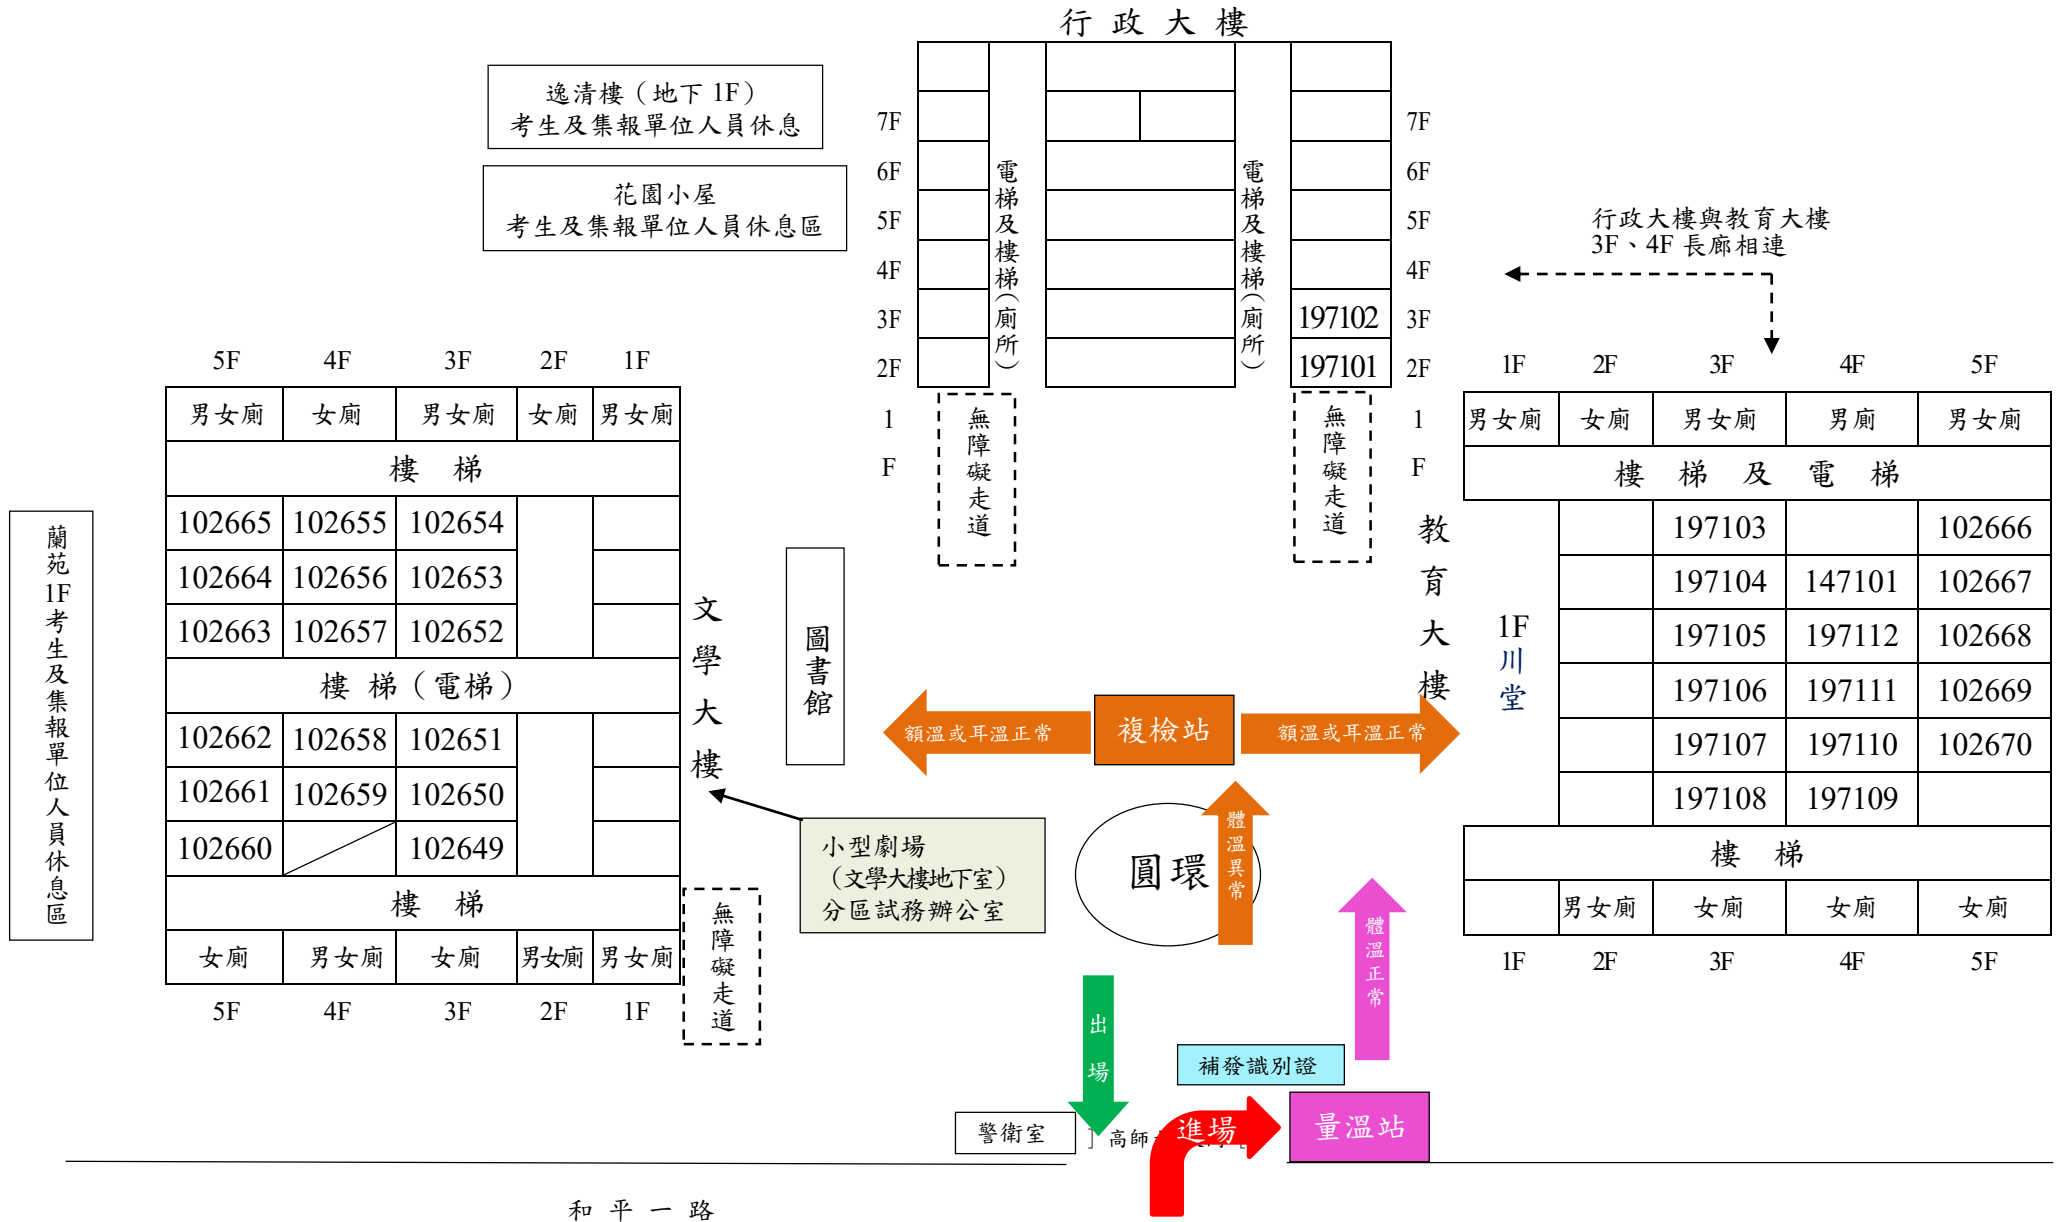 行 政 大 樓
逸清樓（地下 1F）
考生及集報單位人員休息
花園小屋
考生及集報單位人員休息區
7F
6F
5F
4F
3F
2F
1
F
電梯及樓梯（廁所）
電梯及樓梯（廁所）
197102
197101
7F
6F
5F
4F
3F
2F
1
F
無障礙走道
無障礙走道
行政大樓與教育大樓
3F、4F 長廊相連
5F 4F 3F 2F 1F
男女廁 女廁 男女廁 女廁 男女廁
樓 梯
102665 102655 102654
102664 102656 102653
102663 102657 102652
樓 梯（電梯）
102662 102658 102651
102661 102659 102650
102660 102649
樓 梯
女廁 男女廁 女廁 男女廁 男女廁
5F 4F 3F 2F 1F
蘭苑1F考生及集報單位人員休息區
文學大樓
無障礙走道
圖書館
小型劇場
（文學大樓地下室）
分區試務辦公室
額溫或耳溫正常
複檢站
額溫或耳溫正常
圓環
體溫異常
體溫正常
出場
補發識別證
警衛室
] 高師
[
進場
量溫站
和 平 一 路
教育大樓
1F 2F 3F 4F 5F
男女廁 女廁 男女廁 男廁 男女廁
樓 梯 及 電 梯
1F
川
堂
197103 102666
197104 147101 102667
197105 197112 102668
197106 197111 102669
197107 197110 102670
197108 197109
樓 梯
男女廁 女廁 女廁 女廁
1F 2F 3F 4F 5F